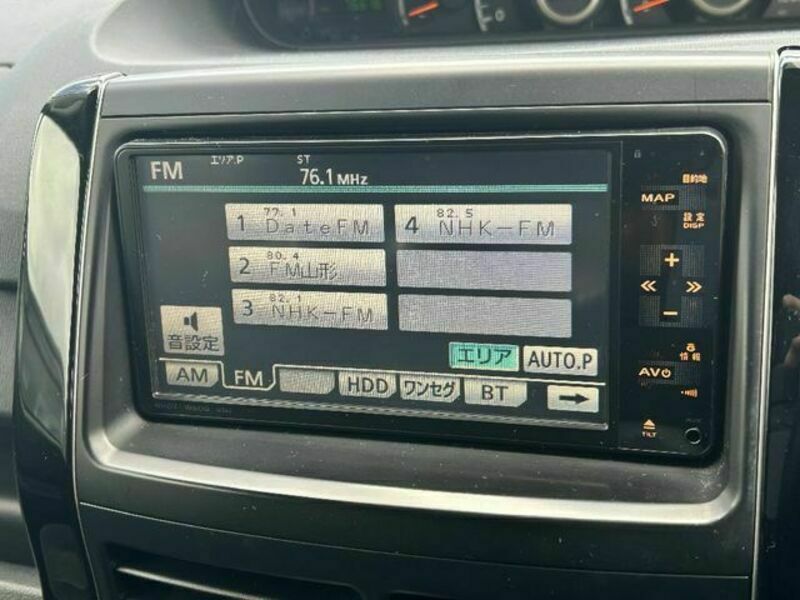 FM エリア.P ST
76.1 MHz
77.1
1 DateFM
82.5
4 NHK-FM
80.4
2 FM山形
82.1
3 NHK-FM
音設定
エリア AUTO.P
AM FM HDD ワンセグ BT
目的地
MAP
設定
DISP
+
−
情報
AV
TILT